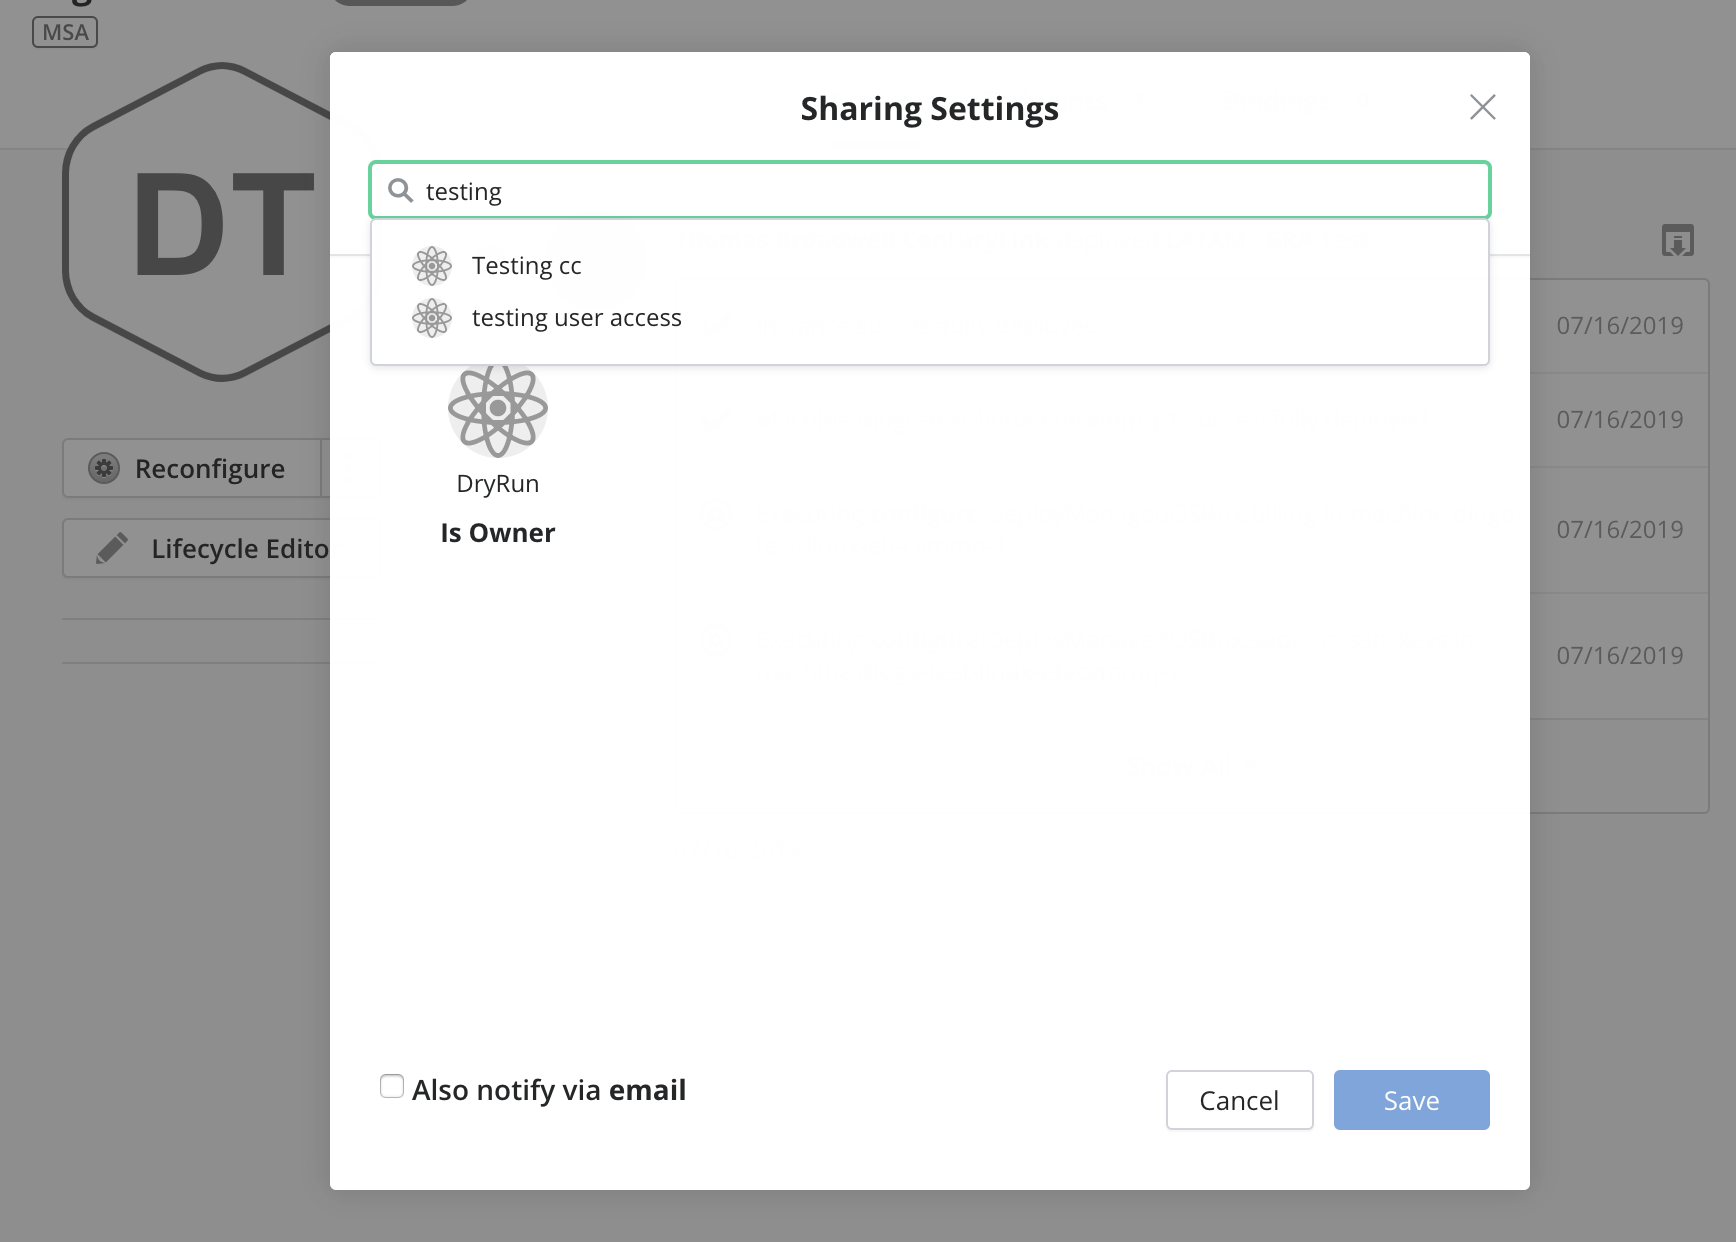 MSA
DT
Sharing Settings
testing
Testing cc
testing user access
DryRun
Is Owner
Reconfigure
Lifecycle Edito
07/16/2019
07/16/2019
07/16/2019
07/16/2019
Also notify via email
Cancel
Save